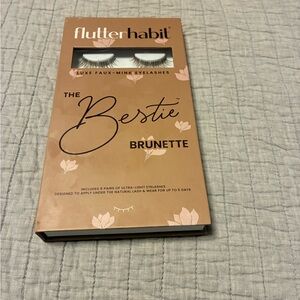 flutterhabit
LUXE FAUX-MINK EYELASHES
THE
Bestie
BRUNETTE
INCLUDES 5 PAIRS OF ULTRA-LIGHT EYELASHES
DESIGNED TO APPLY UNDER THE NATURAL LASH & WEAR FOR UP TO 5 DAYS